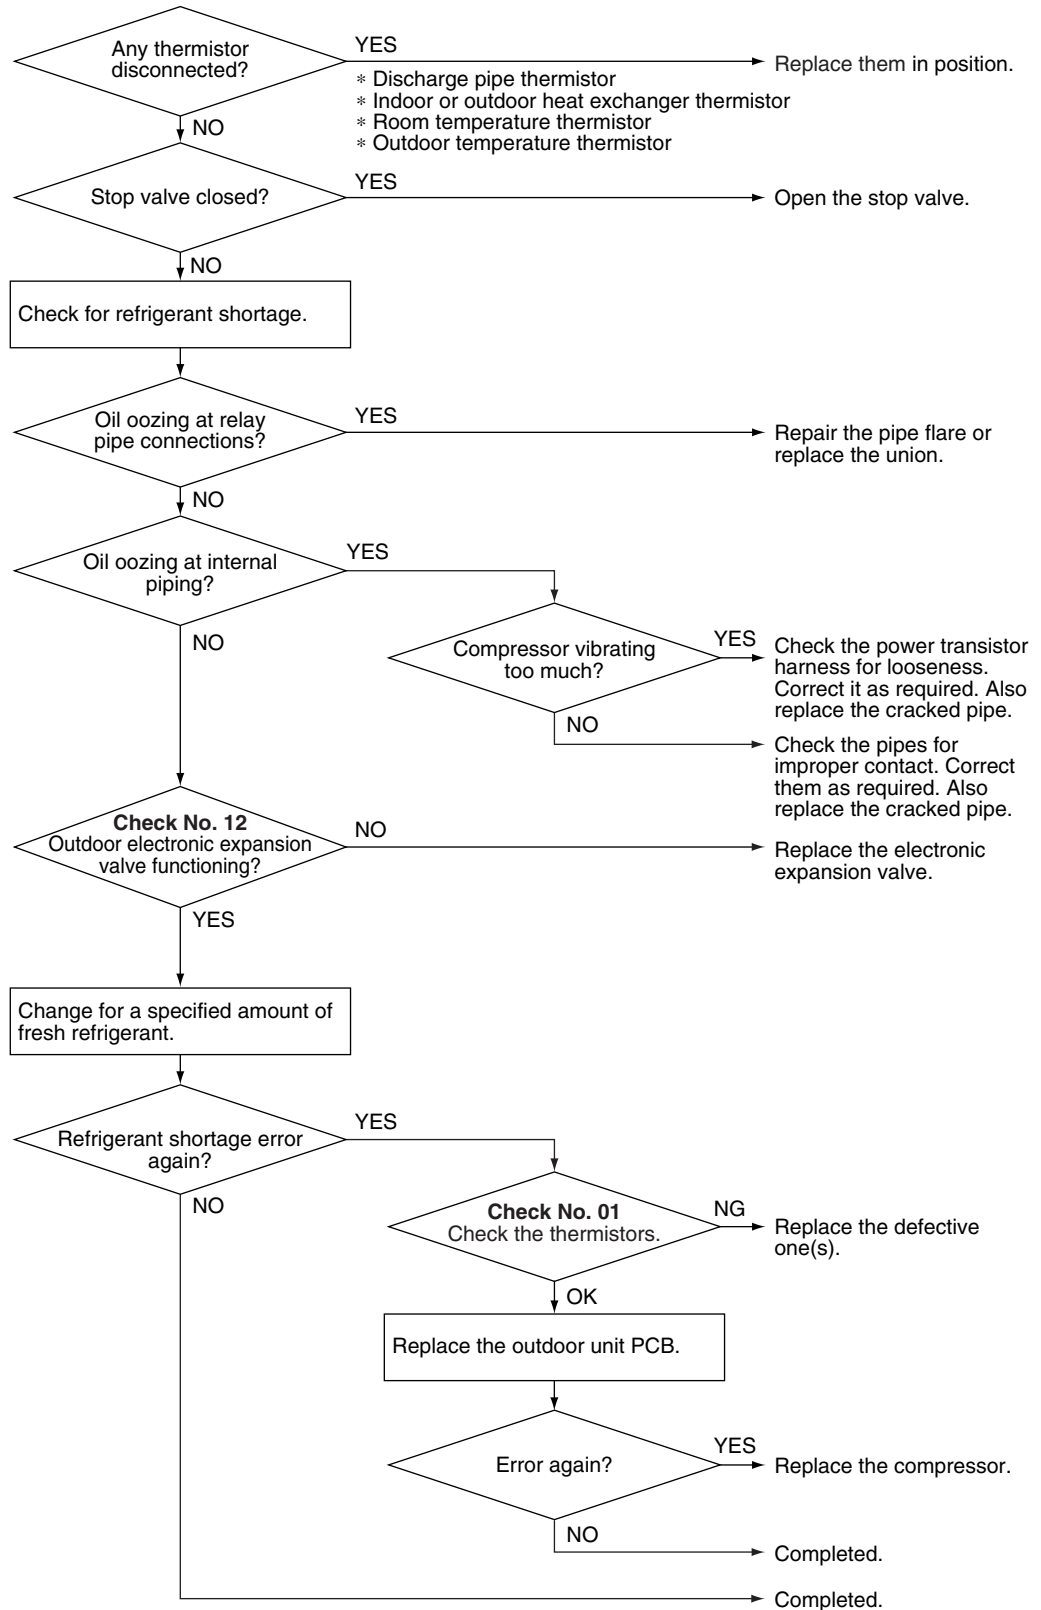 Any thermistor
disconnected?
YES
Replace them in position.
∗ Discharge pipe thermistor
∗ Indoor or outdoor heat exchanger thermistor
∗ Room temperature thermistor
∗ Outdoor temperature thermistor
NO
Stop valve closed?
YES
Open the stop valve.
NO
Check for refrigerant shortage.
Oil oozing at relay
pipe connections?
YES
Repair the pipe flare or
replace the union.
NO
Oil oozing at internal
piping?
YES
NO
Compressor vibrating
too much?
YES
Check the power transistor
harness for looseness.
Correct it as required. Also
replace the cracked pipe.
NO
Check the pipes for
improper contact. Correct
them as required. Also
replace the cracked pipe.
Check No. 12
Outdoor electronic expansion
valve functioning?
NO
Replace the electronic
expansion valve.
YES
Change for a specified amount of
fresh refrigerant.
Refrigerant shortage error
again?
YES
NO
Check No. 01
Check the thermistors.
NG
Replace the defective
one(s).
OK
Replace the outdoor unit PCB.
Error again?
YES
Replace the compressor.
NO
Completed.
Completed.